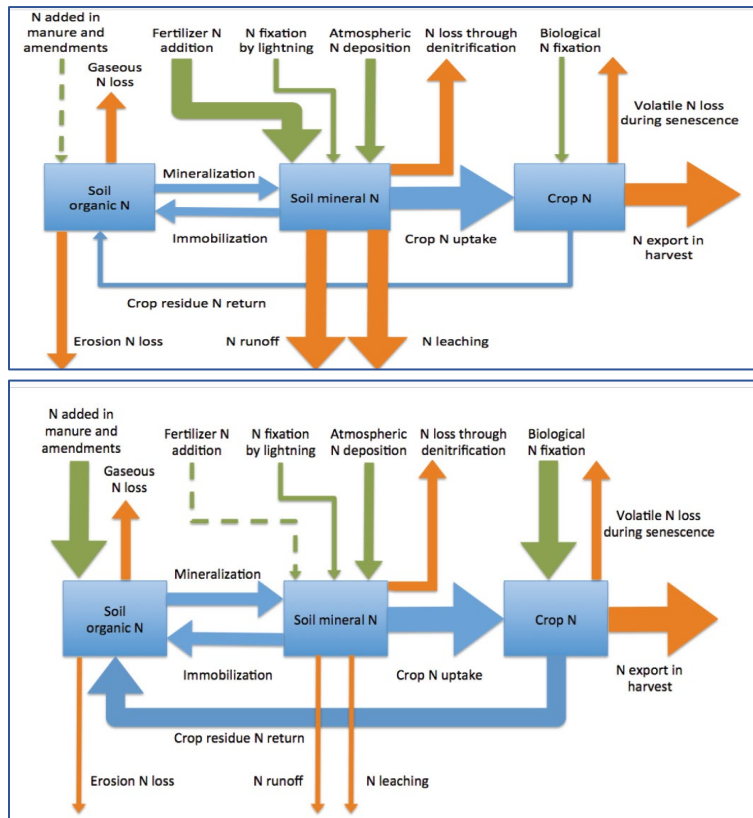 N added in
manure and
amendments
Gaseous
N loss
Fertilizer N
addition
N fixation
by lightning
Atmospheric
N deposition
N loss through
denitrification
Biological
N fixation
Volatile N loss
during senescence
Soil
organic N
Mineralization
Immobilization
Soil mineral N
Crop N uptake
Crop N
N export in
harvest
Crop residue N return
Erosion N loss
N runoff
N leaching
N added in
manure and
amendments
Gaseous
N loss
Fertilizer N
addition
N fixation
by lightning
Atmospheric
N deposition
N loss through
denitrification
Biological
N fixation
Volatile N loss
during senescence
Soil
organic N
Mineralization
Immobilization
Soil mineral N
Crop N uptake
Crop N
N export in
harvest
Crop residue N return
Erosion N loss
N runoff
N leaching